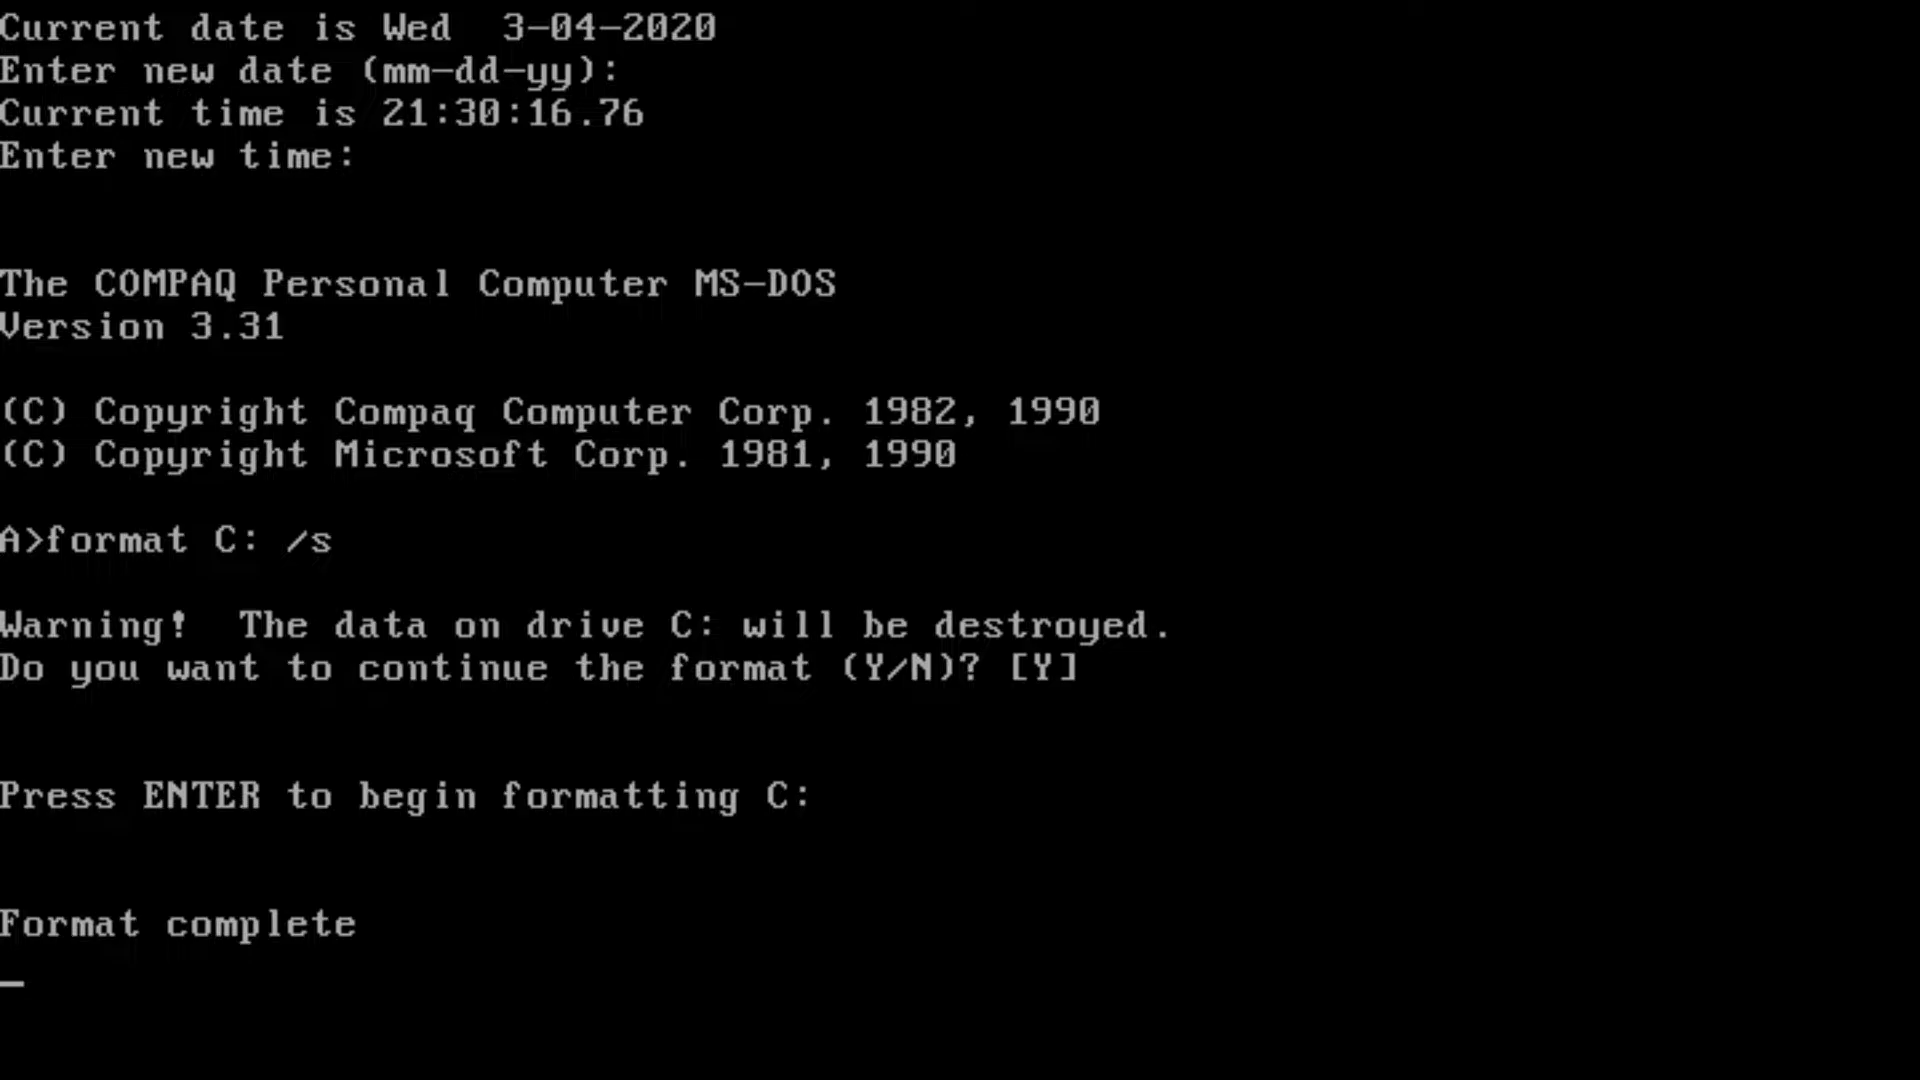 Current date is Wed  3-04-2020
Enter new date (mm-dd-yy):
Current time is 21:30:16.76
Enter new time:
The COMPAQ Personal Computer MS-DOS
Version 3.31
(C) Copyright Compaq Computer Corp. 1982, 1990
(C) Copyright Microsoft Corp. 1981, 1990
A>format C: /s
Warning!  The data on drive C: will be destroyed.
Do you want to continue the format (Y/N)? [Y]
Press ENTER to begin formatting C:
Format complete
_